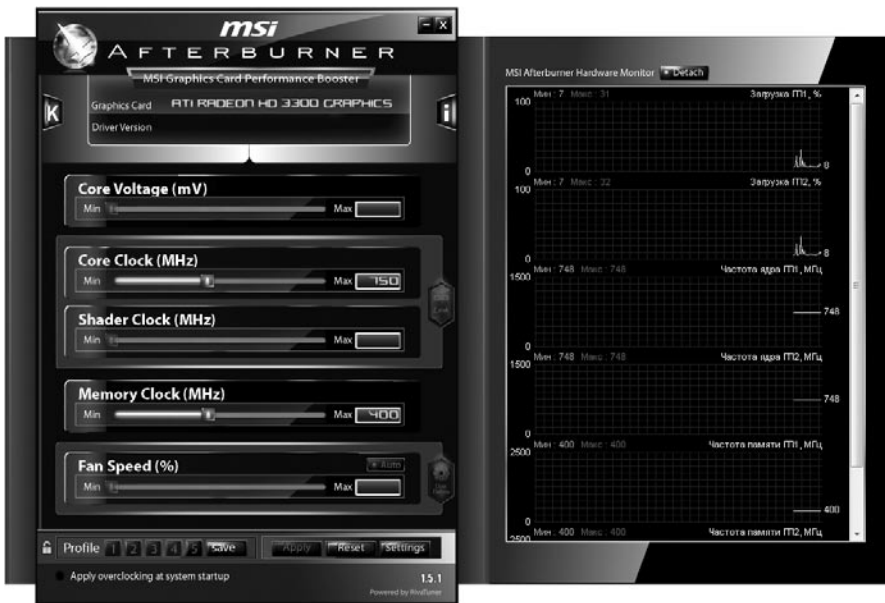 msi
AFTERBURNER
MSI Graphics Card Performance Booster
K
i
Graphics Card ATI RADEON HD 3300 GRAPHICS
Driver Version
Core Voltage (mV)
Min Max
Core Clock (MHz)
Min Max 750
Shader Clock (MHz)
Min Max
Memory Clock (MHz)
Min Max 400
Fan Speed (%) Auto
Min Max
Profile 1 2 3 4 5 save Apply Reset Settings
Apply overclocking at system startup 1.5.1
Powered by RivaTuner
MSI Afterburner Hardware Monitor Detach
100 Мин : 7 Макс : 31 Загрузка ГП1, %
8
0
100 Мин : 7 Макс : 32 Загрузка ГП2, %
8
0
1500 Мин : 748 Макс : 748 Частота ядра ГП1, МГц
748
0
1500 Мин : 748 Макс : 748 Частота ядра ГП2, МГц
748
0
2500 Мин : 400 Макс : 400 Частота памяти ГП1, МГц
400
0
2500 Мин : 400 Макс : 400 Частота памяти ГП2, МГц